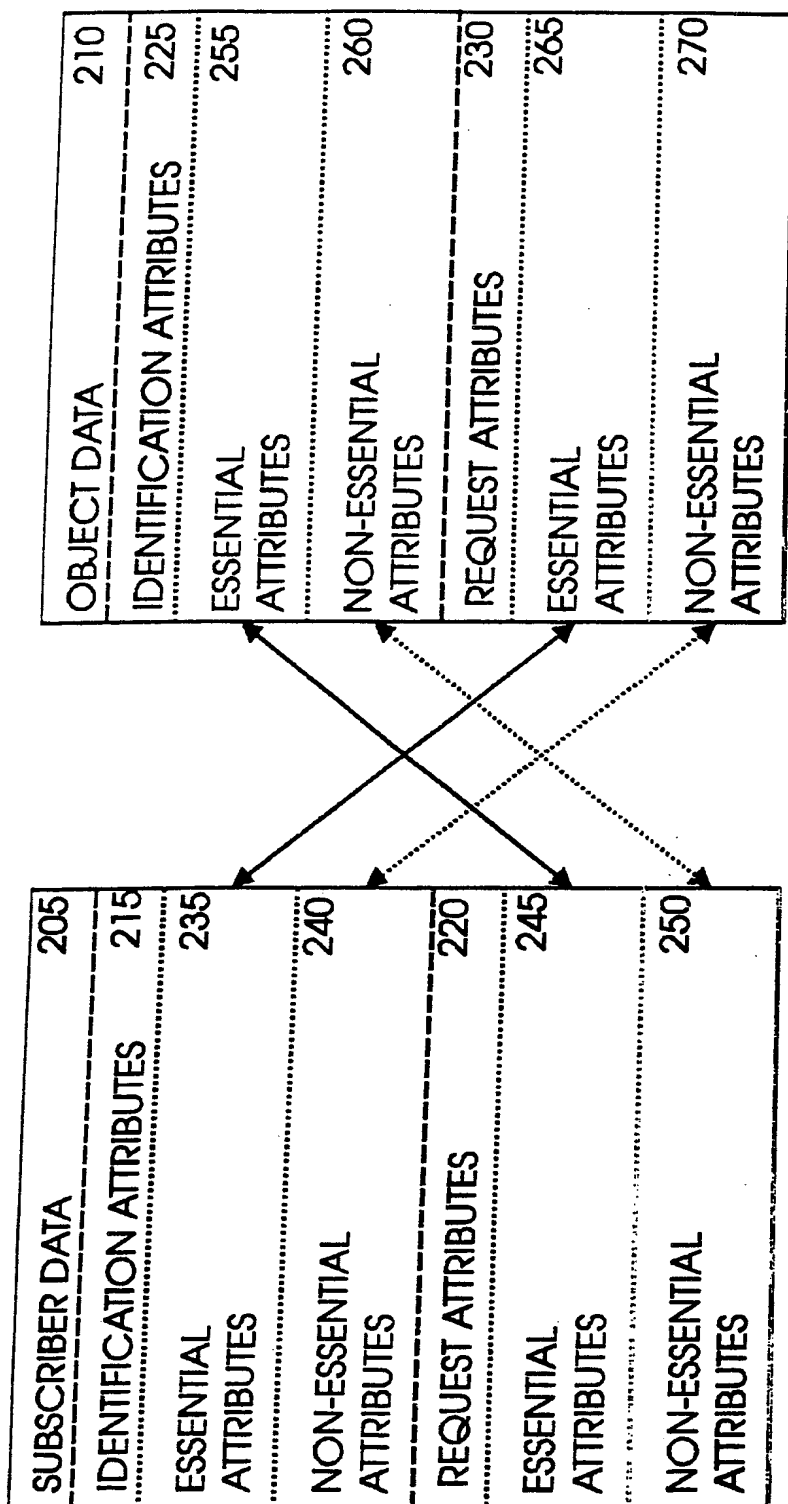 SUBSCRIBER DATA 205
IDENTIFICATION ATTRIBUTES 215
ESSENTIAL 235
ATTRIBUTES
NON-ESSENTIAL 240
ATTRIBUTES
REQUEST ATTRIBUTES 220
ESSENTIAL 245
ATTRIBUTES
NON-ESSENTIAL 250
ATTRIBUTES
OBJECT DATA 210
IDENTIFICATION ATTRIBUTES 225
ESSENTIAL 255
ATTRIBUTES
NON-ESSENTIAL 260
ATTRIBUTES
REQUEST ATTRIBUTES 230
ESSENTIAL 265
ATTRIBUTES
NON-ESSENTIAL 270
ATTRIBUTES